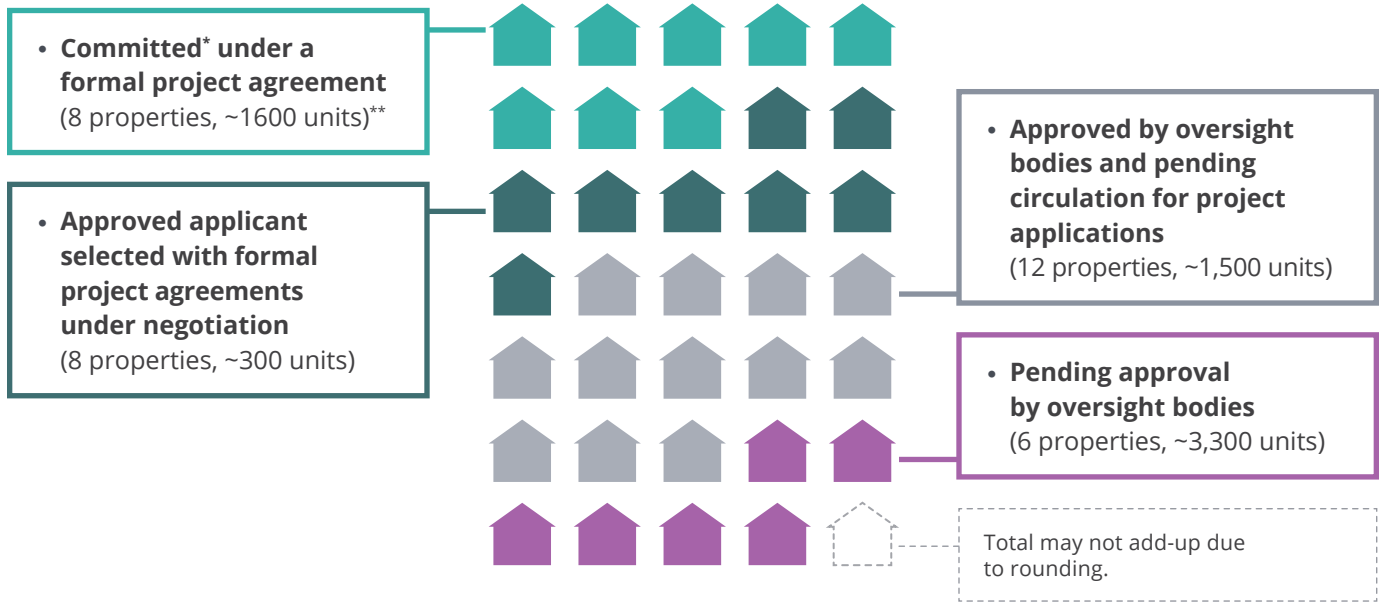 • Committed* under a
formal project agreement
(8 properties, ~1600 units)**
• Approved applicant
selected with formal
project agreements
under negotiation
(8 properties, ~300 units)
• Approved by oversight
bodies and pending
circulation for project
applications
(12 properties, ~1,500 units)
• Pending approval
by oversight bodies
(6 properties, ~3,300 units)
Total may not add-up due
to rounding.